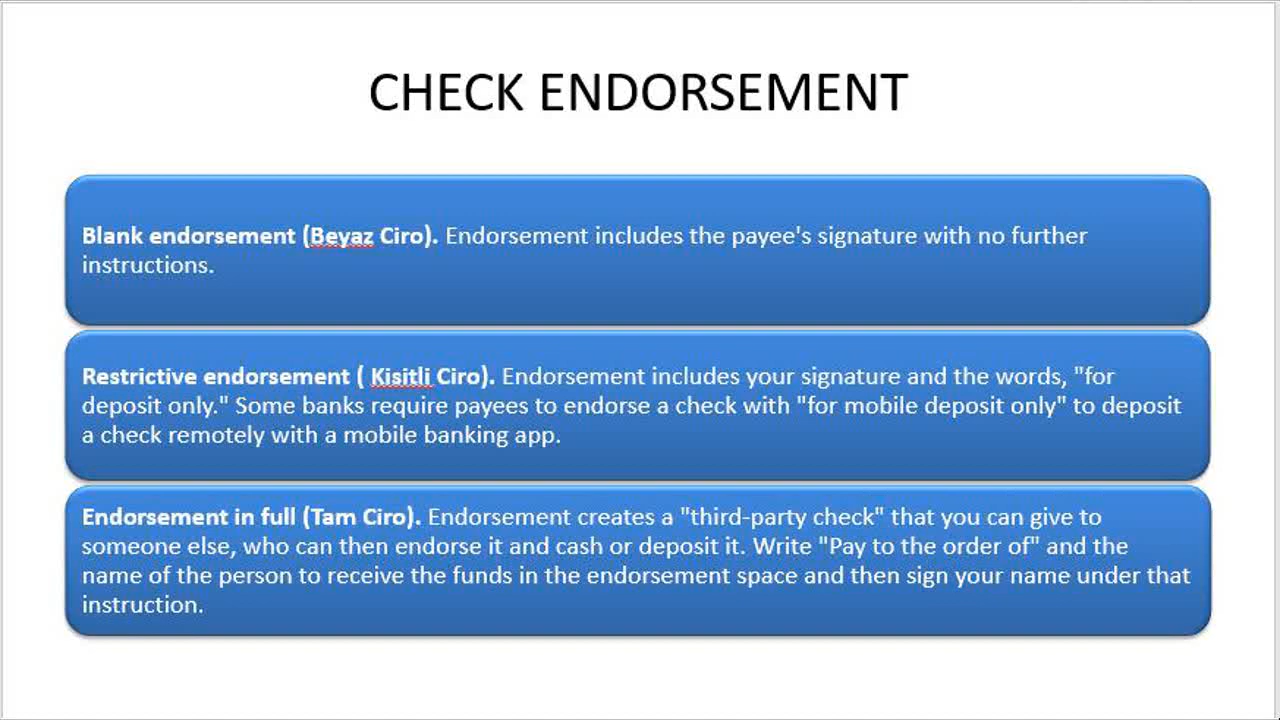 CHECK ENDORSEMENT
Blank endorsement (Beyaz Ciro). Endorsement includes the payee's signature with no further
instructions.
Restrictive endorsement ( Kisitli Ciro). Endorsement includes your signature and the words, "for
deposit only." Some banks require payees to endorse a check with "for mobile deposit only" to deposit
a check remotely with a mobile banking app.
Endorsement in full (Tam Ciro). Endorsement creates a "third-party check" that you can give to
someone else, who can then endorse it and cash or deposit it. Write "Pay to the order of" and the
name of the person to receive the funds in the endorsement space and then sign your name under that
instruction.